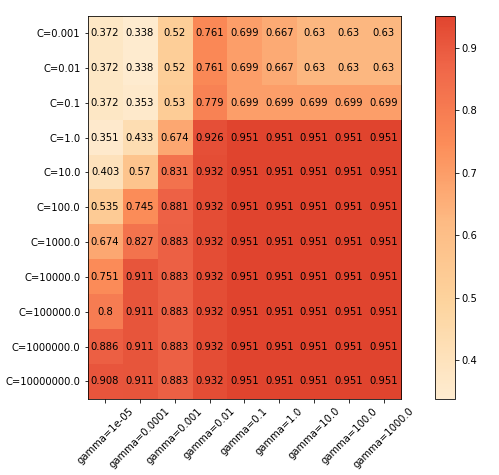 C=0.001 0.372 0.338 0.52 0.761 0.699 0.667 0.63 0.63 0.63
C=0.01 0.372 0.338 0.52 0.761 0.699 0.667 0.63 0.63 0.63
C=0.1 0.372 0.353 0.53 0.779 0.699 0.699 0.699 0.699 0.699
C=1.0 0.351 0.433 0.674 0.926 0.951 0.951 0.951 0.951 0.951
C=10.0 0.403 0.57 0.831 0.932 0.951 0.951 0.951 0.951 0.951
C=100.0 0.535 0.745 0.881 0.932 0.951 0.951 0.951 0.951 0.951
C=1000.0 0.674 0.827 0.883 0.932 0.951 0.951 0.951 0.951 0.951
C=10000.0 0.751 0.911 0.883 0.932 0.951 0.951 0.951 0.951 0.951
C=100000.0 0.8 0.911 0.883 0.932 0.951 0.951 0.951 0.951 0.951
C=1000000.0 0.886 0.911 0.883 0.932 0.951 0.951 0.951 0.951 0.951
C=10000000.0 0.908 0.911 0.883 0.932 0.951 0.951 0.951 0.951 0.951
gamma=1e-05 gamma=0.0001 gamma=0.001 gamma=0.01 gamma=0.1 gamma=1.0 gamma=10.0 gamma=100.0 gamma=1000.0
0.9
0.8
0.7
0.6
0.5
0.4